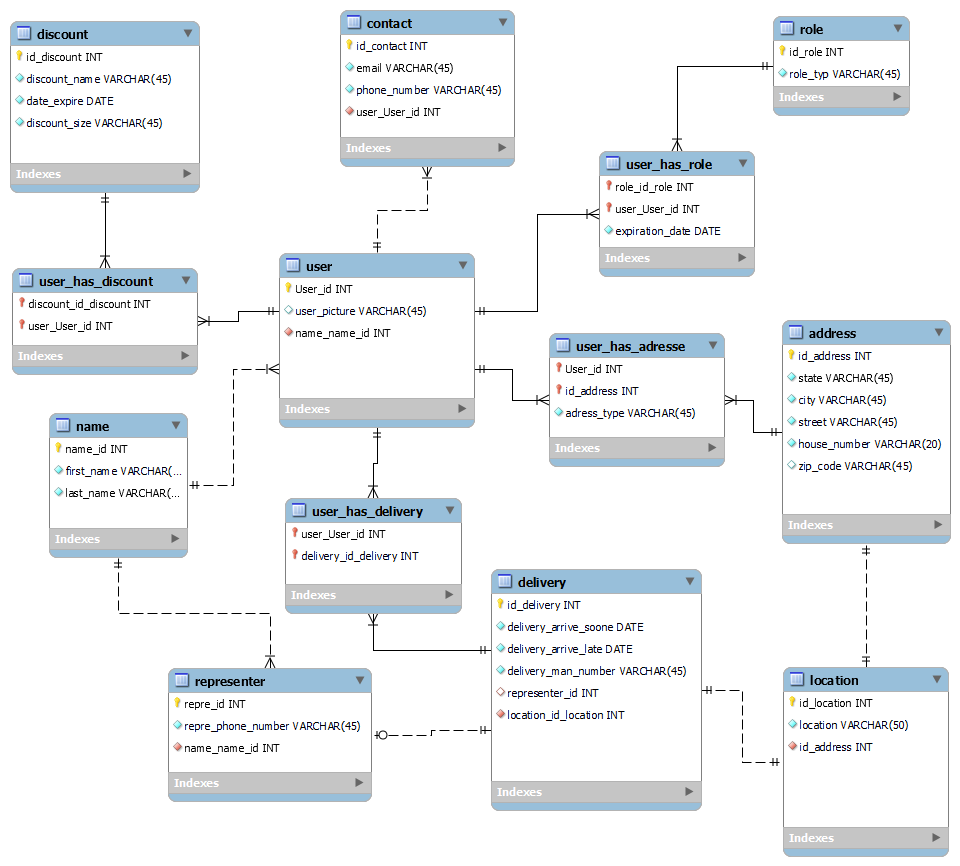 discount
id_discount INT
discount_name VARCHAR(45)
date_expire DATE
discount_size VARCHAR(45)
Indexes
contact
id_contact INT
email VARCHAR(45)
phone_number VARCHAR(45)
user_User_id INT
Indexes
role
id_role INT
role_typ VARCHAR(45)
Indexes
user_has_role
role_id_role INT
user_User_id INT
expiration_date DATE
Indexes
user_has_discount
discount_id_discount INT
user_User_id INT
Indexes
user
User_id INT
user_picture VARCHAR(45)
name_name_id INT
Indexes
user_has_adresse
User_id INT
id_address INT
adress_type VARCHAR(45)
Indexes
address
id_address INT
state VARCHAR(45)
city VARCHAR(45)
street VARCHAR(45)
house_number VARCHAR(20)
zip_code VARCHAR(45)
Indexes
name
name_id INT
first_name VARCHAR(...
last_name VARCHAR(...
Indexes
user_has_delivery
user_User_id INT
delivery_id_delivery INT
Indexes
delivery
id_delivery INT
delivery_arrive_soone DATE
delivery_arrive_late DATE
delivery_man_number VARCHAR(45)
representer_id INT
location_id_location INT
Indexes
representer
repre_id INT
repre_phone_number VARCHAR(45)
name_name_id INT
Indexes
location
id_location INT
location VARCHAR(50)
id_address INT
Indexes